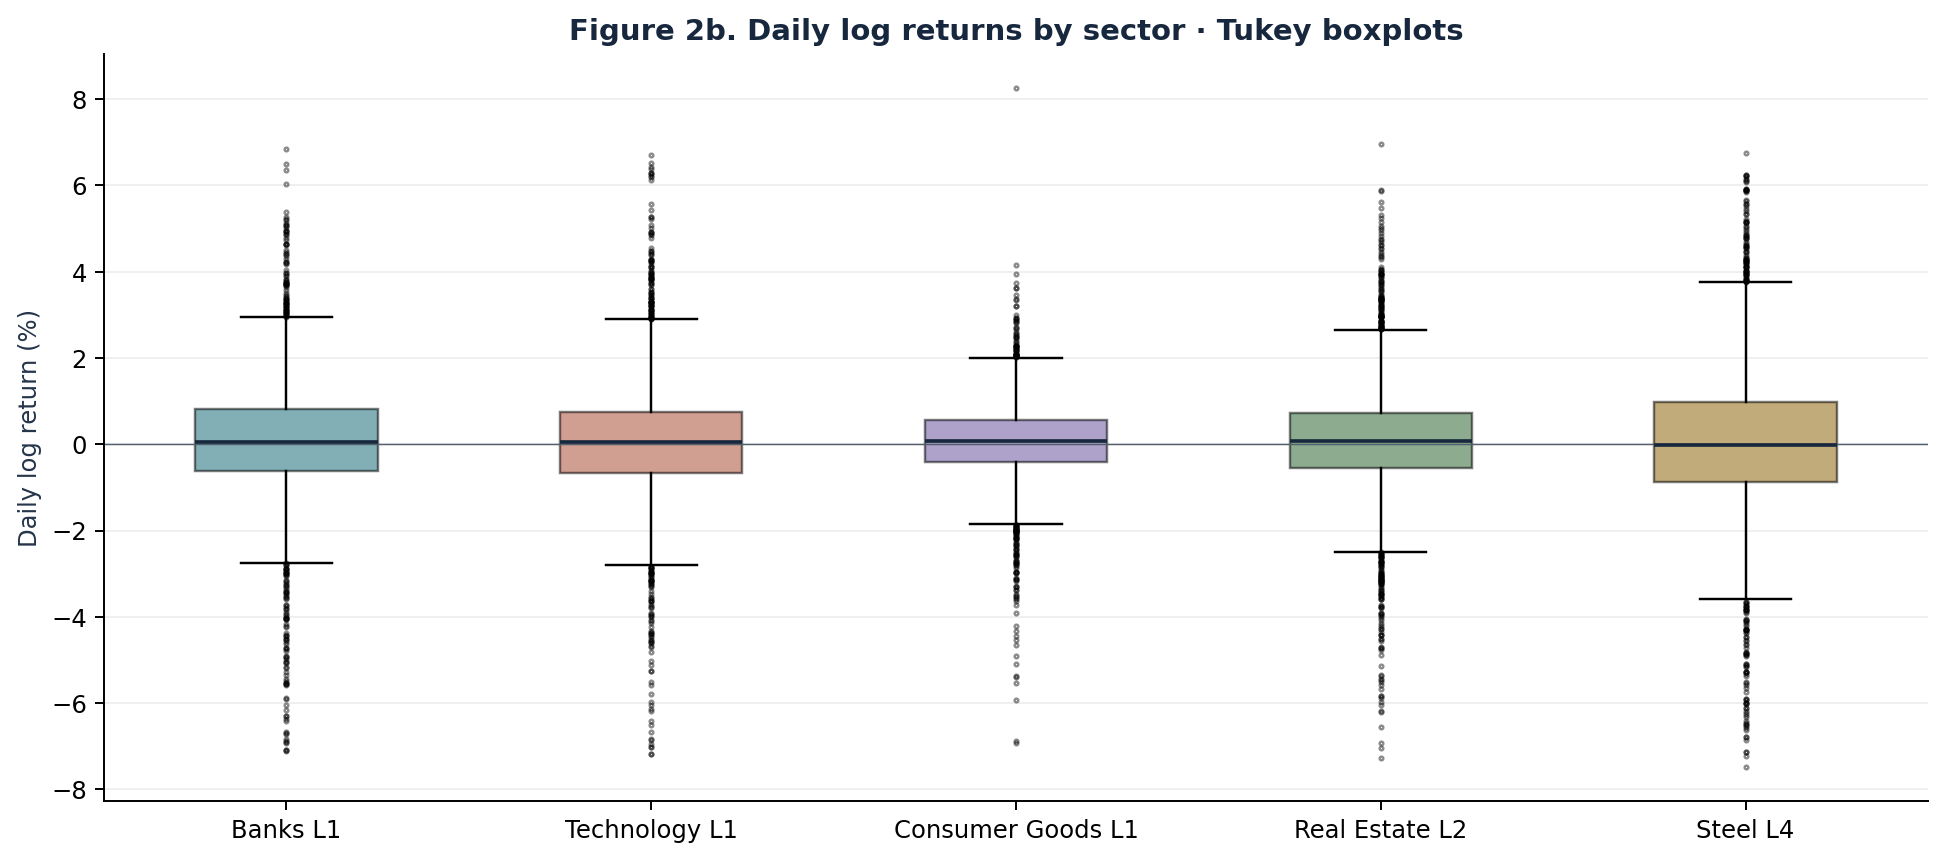 Figure 2b. Daily log returns by sector · Tukey boxplots
Daily log return (%)
8
6
4
2
0
−2
−4
−6
−8
Banks L1
Technology L1
Consumer Goods L1
Real Estate L2
Steel L4